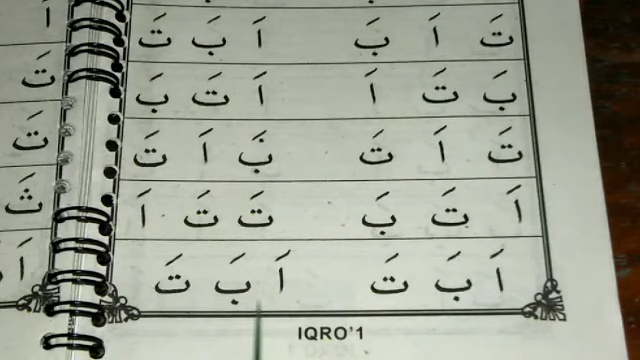 تَ اَ بَ اَ بَ تَ
بَ تَ اَ اَ تَ بَ
تَ اَ تَ بَ اَ تَ
اَ تَ بَ تَ تَ اَ
اَ بَ تَ اَ بَ تَ
IQRO'1
اَ
تَ
تَ
ثَ